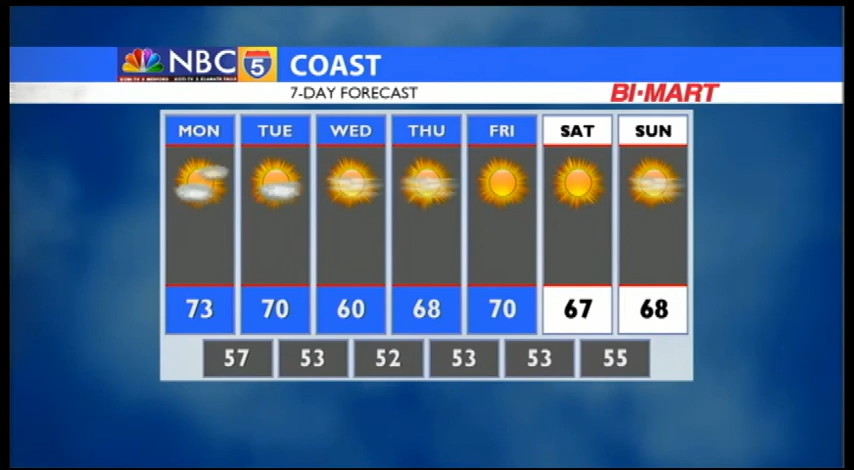 NBC 5 COAST
7-DAY FORECAST BI-MART
MON TUE WED THU FRI SAT SUN
73 70 60 68 70 67 68
57 53 52 53 53 55